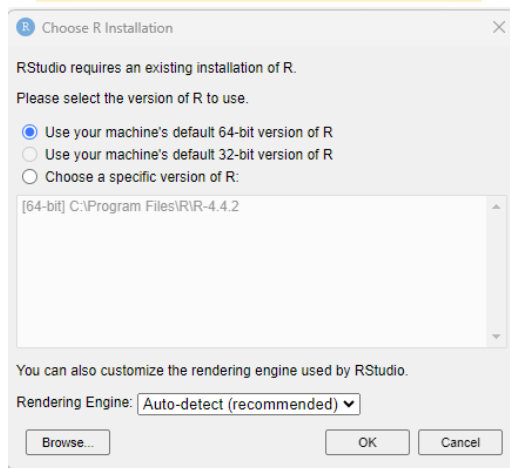 R Choose R Installation
RStudio requires an existing installation of R.
Please select the version of R to use.
Use your machine's default 64-bit version of R
Use your machine's default 32-bit version of R
Choose a specific version of R:
[64-bit] C:\Program Files\R\R-4.4.2
You can also customize the rendering engine used by RStudio.
Rendering Engine: Auto-detect (recommended)
Browse... OK Cancel